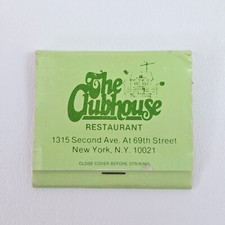 The
Clubhouse
RESTAURANT
1315 Second Ave. At 69th Street
New York, N.Y. 10021
CLOSE COVER BEFORE STRIKING